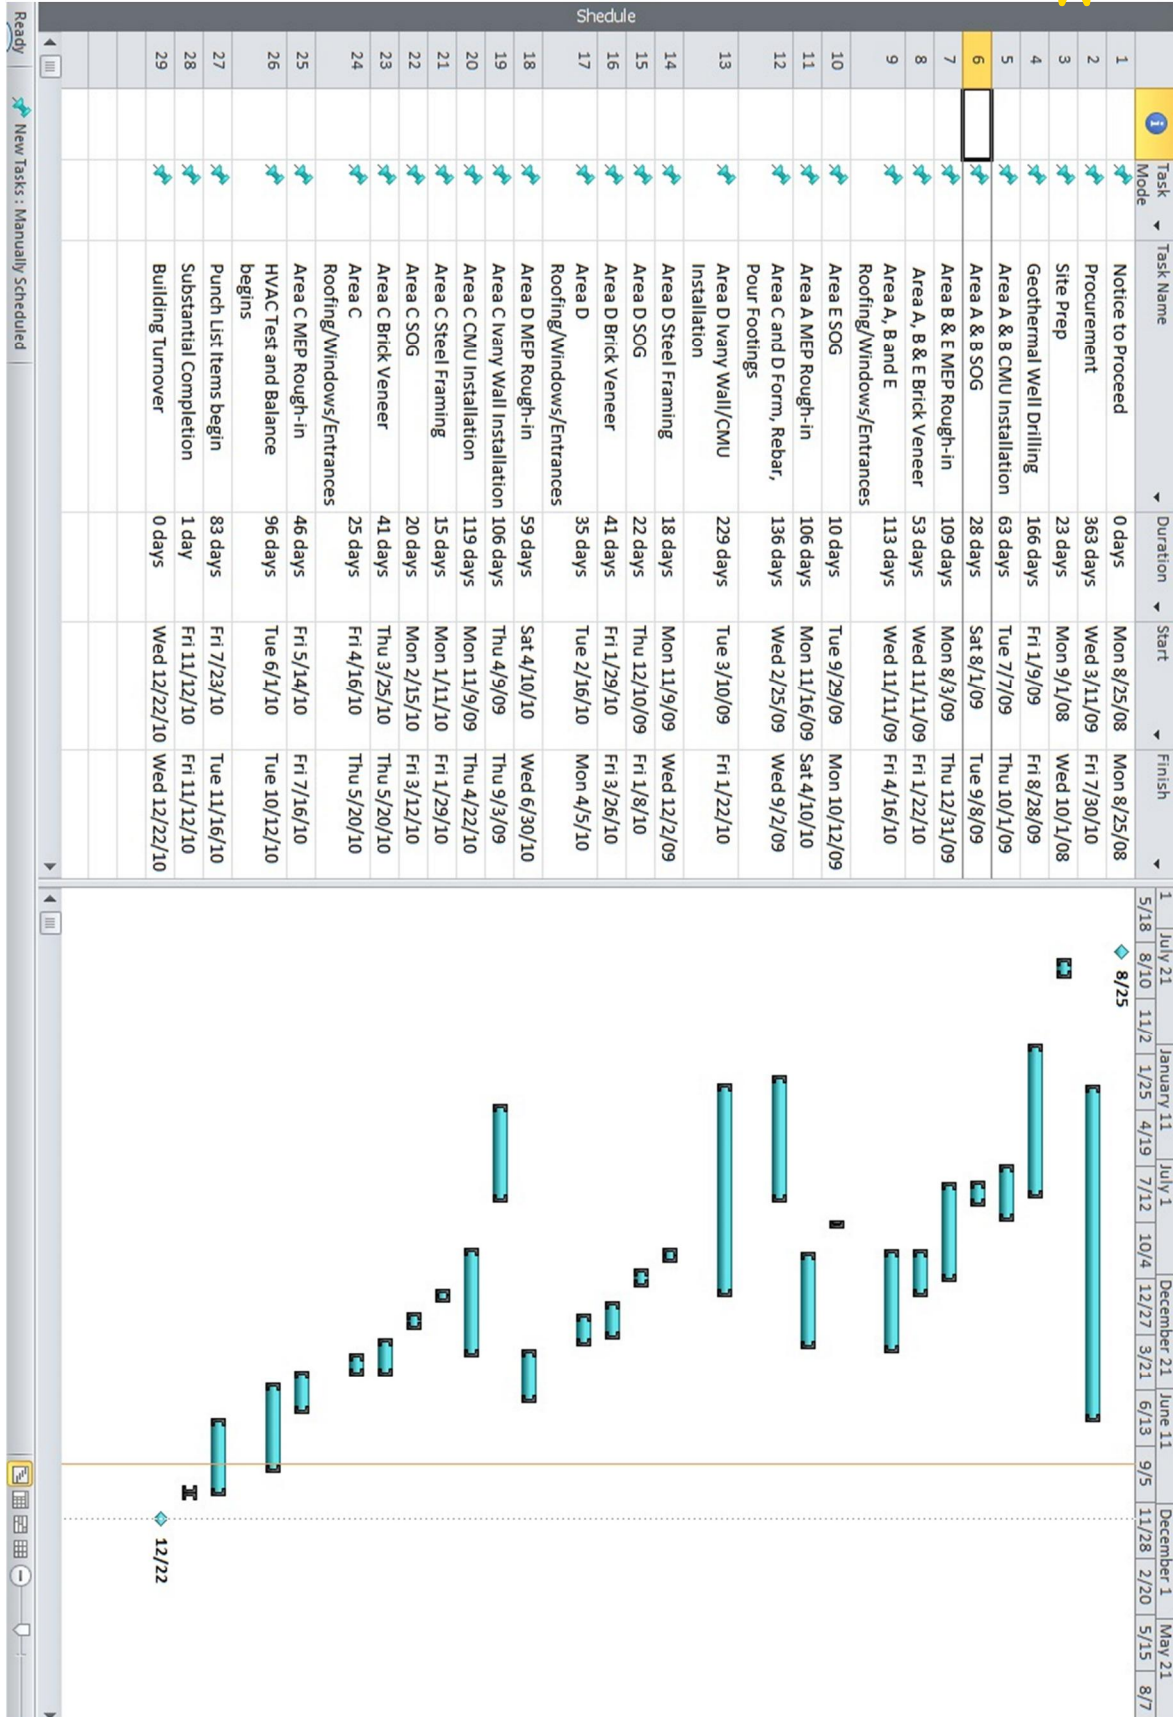 Shedule
Task Mode Task Name Duration Start Finish
1 Notice to Proceed 0 days Mon 8/25/08 Mon 8/25/08
2 Procurement 363 days Wed 3/11/09 Fri 7/30/10
3 Site Prep 23 days Mon 9/1/08 Wed 10/1/08
4 Geothermal Well Drilling 166 days Fri 1/9/09 Fri 8/28/09
5 Area A & B CMU Installation 63 days Tue 7/7/09 Thu 10/1/09
6 Area A & B SOG 28 days Sat 8/1/09 Tue 9/8/09
7 Area B & E MEP Rough-in 109 days Mon 8/3/09 Thu 12/31/09
8 Area A, B & E Brick Veneer 53 days Wed 11/11/09 Fri 1/22/10
9 Area A, B and E 113 days Wed 11/11/09 Fri 4/16/10
Roofing/Windows/Entrances
10 Area E SOG 10 days Tue 9/29/09 Mon 10/12/09
11 Area A MEP Rough-in 106 days Mon 11/16/09 Sat 4/10/10
12 Area C and D Form, Rebar, 136 days Wed 2/25/09 Wed 9/2/09
Pour Footings
13 Area D Ivany Wall/CMU 229 days Tue 3/10/09 Fri 1/22/10
Installation
14 Area D Steel Framing 18 days Mon 11/9/09 Wed 12/2/09
15 Area D SOG 22 days Thu 12/10/09 Fri 1/8/10
16 Area D Brick Veneer 41 days Fri 1/29/10 Fri 3/26/10
17 Area D 35 days Tue 2/16/10 Mon 4/5/10
Roofing/Windows/Entrances
18 Area D MEP Rough-in 59 days Sat 4/10/10 Wed 6/30/10
19 Area C Ivany Wall Installation 106 days Thu 4/9/09 Thu 9/3/09
20 Area C CMU Installation 119 days Mon 11/9/09 Thu 4/22/10
21 Area C Steel Framing 15 days Mon 1/11/10 Fri 1/29/10
22 Area C SOG 20 days Mon 2/15/10 Fri 3/12/10
23 Area C Brick Veneer 41 days Thu 3/25/10 Thu 5/20/10
24 Area C 25 days Fri 4/16/10 Thu 5/20/10
Roofing/Windows/Entrances
25 Area C MEP Rough-in 46 days Fri 5/14/10 Fri 7/16/10
26 HVAC Test and Balance 96 days Tue 6/1/10 Tue 10/12/10
begins
27 Punch List Items begin 83 days Fri 7/23/10 Tue 11/16/10
28 Substantial Completion 1 day Fri 11/12/10 Fri 11/12/10
29 Building Turnover 0 days Wed 12/22/10 Wed 12/22/10
1 July 21 January 11 July 1 December 21 June 11 December 1 May 21
5/18 8/10 11/2 1/25 4/19 7/12 10/4 12/27 3/21 6/13 9/5 11/28 2/20 5/15 8/7
8/25
12/22
Ready New Tasks : Manually Scheduled